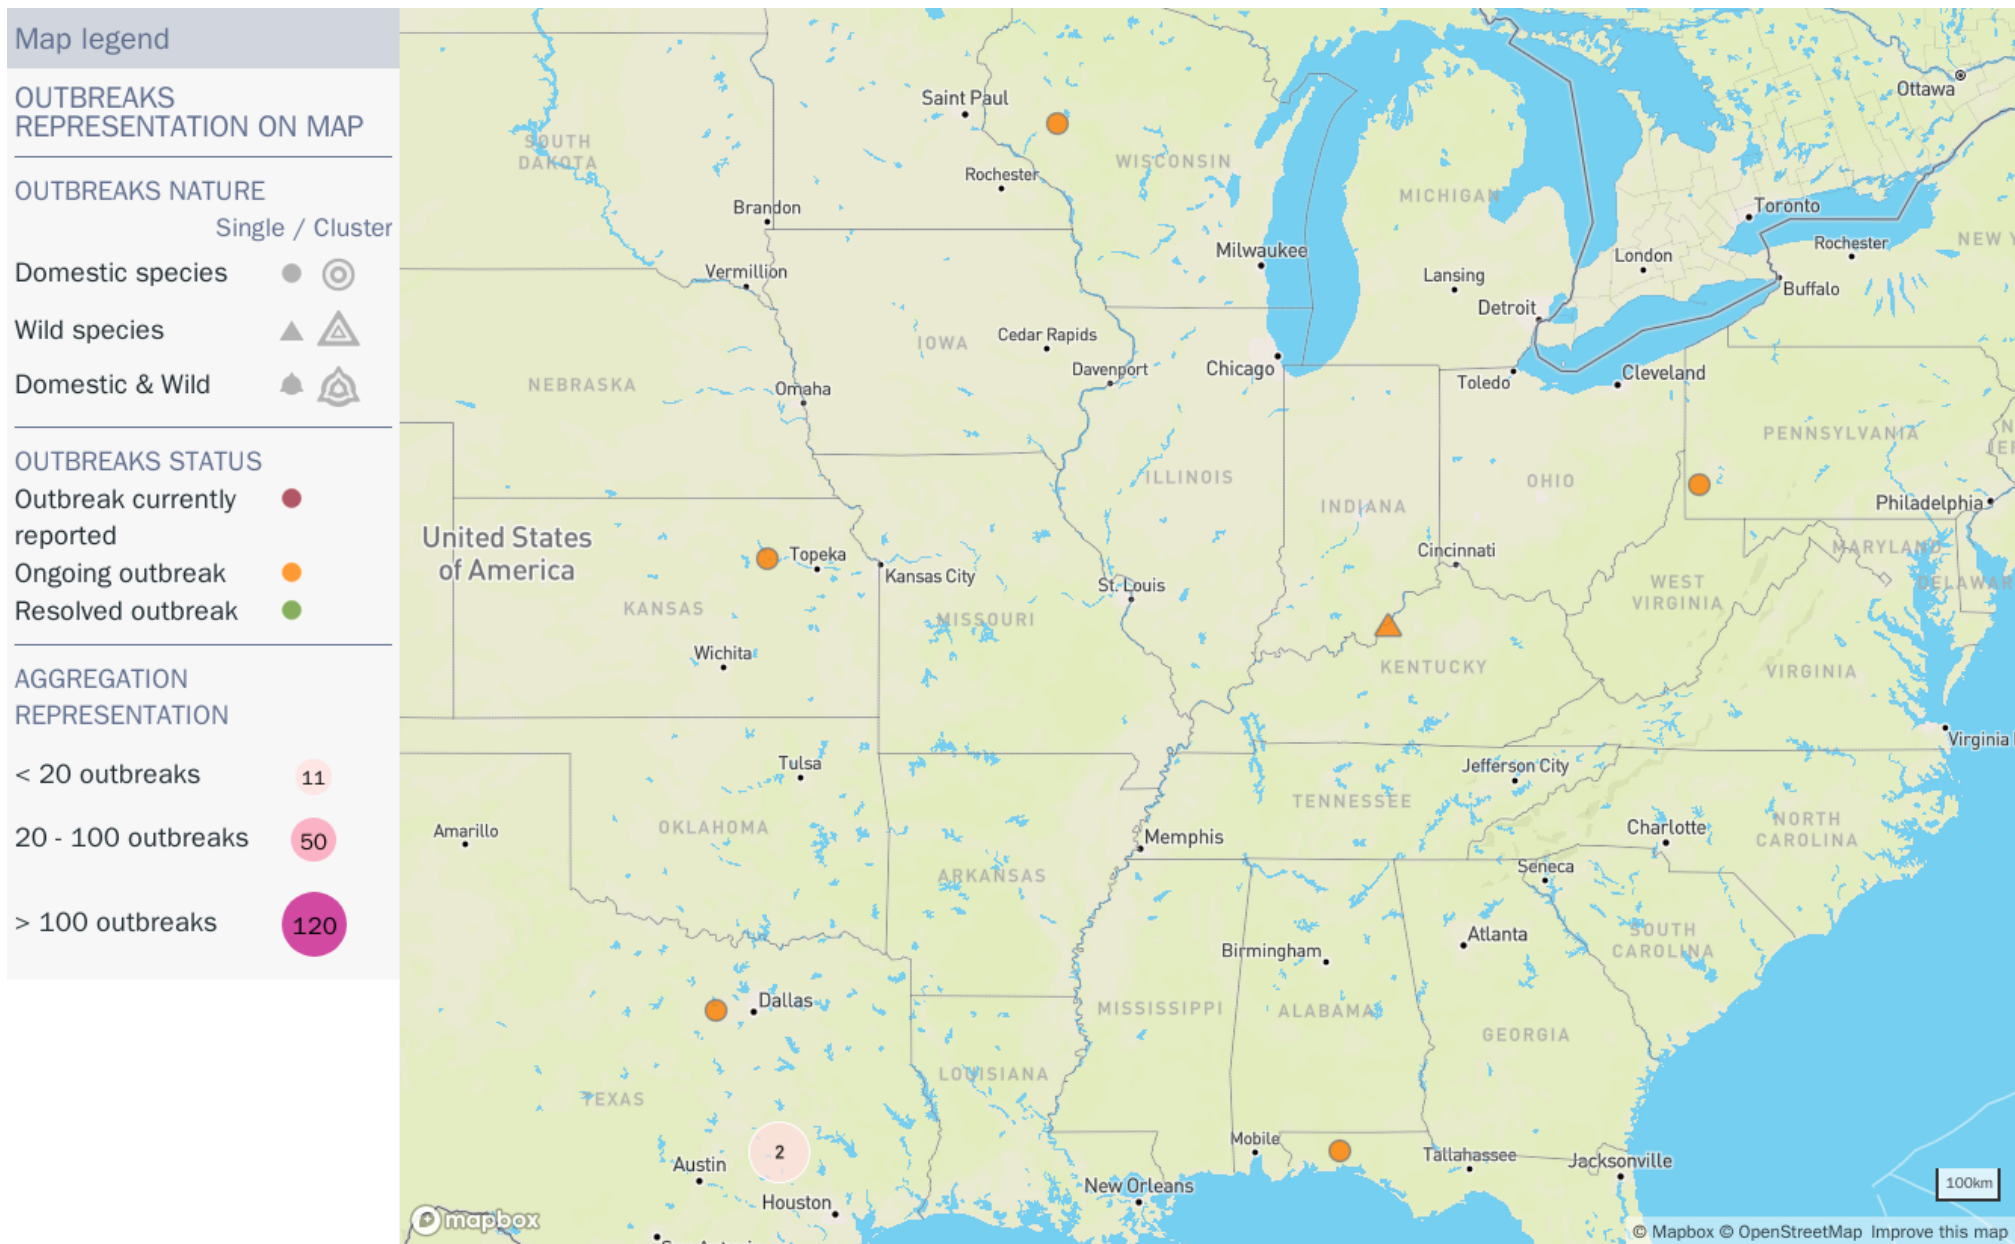 Map legend
OUTBREAKS
REPRESENTATION ON MAP
OUTBREAKS NATURE
Single / Cluster
Domestic species
Wild species
Domestic & Wild
OUTBREAKS STATUS
Outbreak currently
reported
Ongoing outbreak
Resolved outbreak
AGGREGATION
REPRESENTATION
< 20 outbreaks 11
20 - 100 outbreaks 50
> 100 outbreaks 120
Ottawa
Saint Paul
SOUTH
DAKOTA
WISCONSIN
Rochester
MICHIGAN
Brandon
Toronto
Rochester
NEW Y
Milwaukee
London
Vermillion
Lansing
Buffalo
Detroit
Cedar Rapids
IOWA
Davenport
Chicago
Toledo
Cleveland
NEBRASKA
Omaha
PENNSYLVANIA
N
JER
ILLINOIS
OHIO
INDIANA
Philadelphia
United States
of America
Topeka
Cincinnati
MARYLAND
Kansas City
St. Louis
WEST
VIRGINIA
DELAWAR
KANSAS
MISSOURI
Wichita
KENTUCKY
VIRGINIA
Virginia
Tulsa
Jefferson City
TENNESSEE
Amarillo
OKLAHOMA
Memphis
Charlotte
NORTH
CAROLINA
Seneca
ARKANSAS
Atlanta
SOUTH
CAROLINA
Birmingham
Dallas
MISSISSIPPI
ALABAMA
GEORGIA
LOUISIANA
TEXAS
2
Mobile
Tallahassee
Jacksonville
Austin
New Orleans
Houston
100km
mapbox
© Mapbox © OpenStreetMap Improve this map